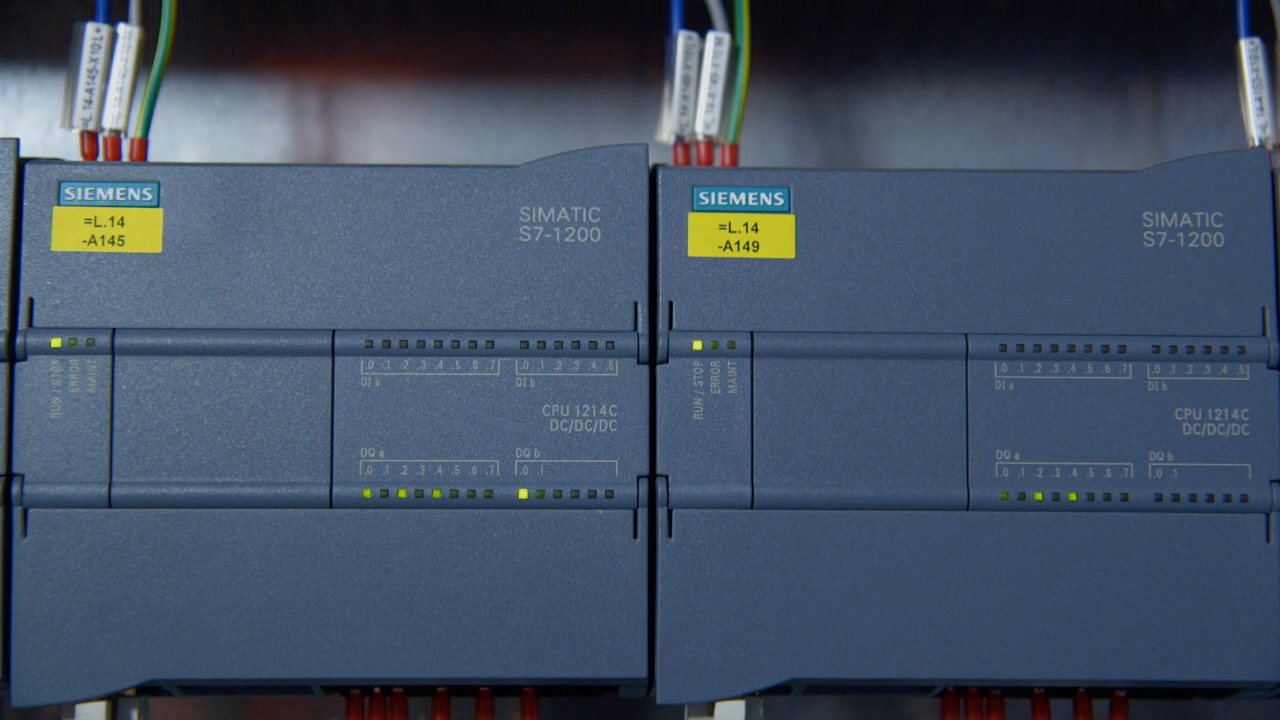 =L.14-A145-X10:L+
SIEMENS
=L.14
-A145
SIMATIC
S7-1200
RUN / STOP
ERROR
MAINT
.0 .1 .2 .3 .4 .5 .6 .7
DI a
.0 .1 .2 .3 .4 .5
DI b
CPU 1214C
DC/DC/DC
DQ a
.0 .1 .2 .3 .4 .5 .6 .7
DQ b
.0 .1
SIEMENS
=L.14
-A149
SIMATIC
S7-1200
RUN / STOP
ERROR
MAINT
.0 .1 .2 .3 .4 .5 .6 .7
DI a
.0 .1 .2 .3 .4 .5
DI b
CPU 1214C
DC/DC/DC
DQ a
.0 .1 .2 .3 .4 .5 .6 .7
DQ b
.0 .1